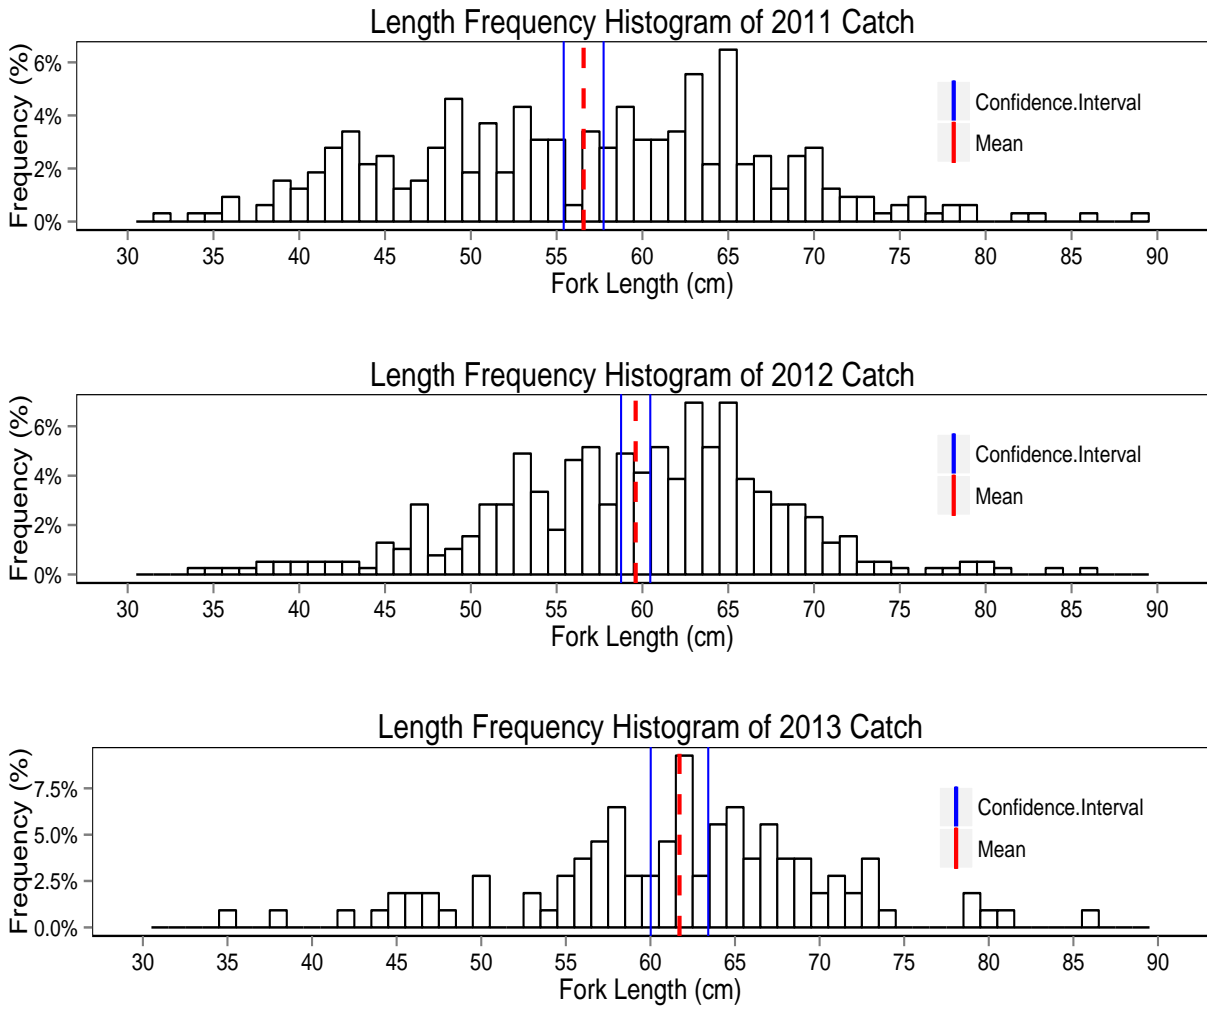 Length Frequency Histogram of 2011 Catch
Frequency (%)
6%
4%
2%
0%
Confidence.Interval
Mean
30 35 40 45 50 55 60 65 70 75 80 85 90
Fork Length (cm)
Length Frequency Histogram of 2012 Catch
Frequency (%)
6%
4%
2%
0%
Confidence.Interval
Mean
30 35 40 45 50 55 60 65 70 75 80 85 90
Fork Length (cm)
Length Frequency Histogram of 2013 Catch
Frequency (%)
7.5%
5.0%
2.5%
0.0%
Confidence.Interval
Mean
30 35 40 45 50 55 60 65 70 75 80 85 90
Fork Length (cm)